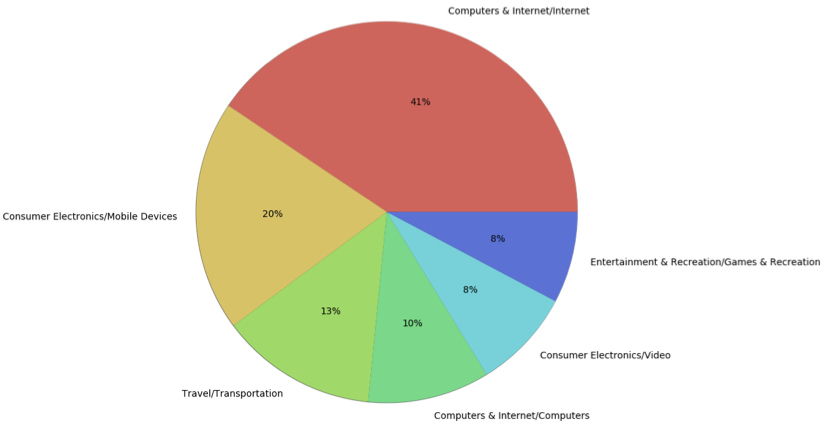 Computers & Internet/Internet
41%
Consumer Electronics/Mobile Devices
20%
8%
Entertainment & Recreation/Games & Recreation
8%
13%
10%
Consumer Electronics/Video
Travel/Transportation
Computers & Internet/Computers